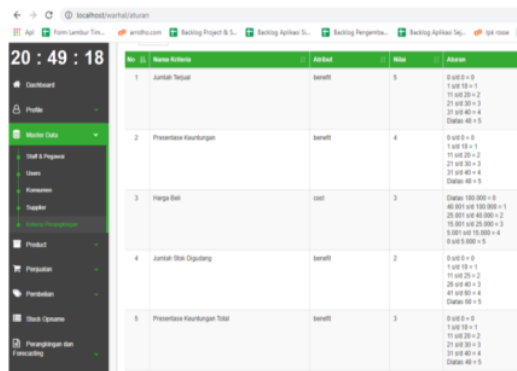 localhost/warhal/aturan
Api
Form Lembur Tim...
arridho.com
Backlog Project & S...
Backlog Aplikasi Si...
Backlog Pengemba...
Backlog Aplikasi Sej...
Ipk rosse
20 : 49 : 18
Dashboard
Profile
Master Data
Staff & Pegawai
Users
Konsumen
Supplier
Kriteria Perangkingan
Product
Penjualan
Pembelian
Stock Opname
Perangkingan dan
Forecasting
No Nama Kriteria Atribut Nilai Aturan
1 Jumlah Terjual benefit 5 0 s/d 0 = 0
1 s/d 10 = 1
11 s/d 20 = 2
21 s/d 30 = 3
31 s/d 40 = 4
Diatas 40 = 5
2 Presentase Keuntungan benefit 4 0 s/d 0 = 0
1 s/d 10 = 1
11 s/d 20 = 2
21 s/d 30 = 3
31 s/d 40 = 4
Diatas 40 = 5
3 Harga Beli cost 3 Diatas 100.000 = 0
40.001 s/d 100.000 = 1
25.001 s/d 40.000 = 2
15.001 s/d 25.000 = 3
5.001 s/d 15.000 = 4
0 s/d 5.000 = 5
4 Jumlah Stok Digudang benefit 2 0 s/d 0 = 0
1 s/d 10 = 1
11 s/d 25 = 2
26 s/d 40 = 3
41 s/d 60 = 4
Diatas 60 = 5
5 Presentase Keuntungan Total benefit 3 0 s/d 0 = 0
1 s/d 10 = 1
11 s/d 20 = 2
21 s/d 30 = 3
31 s/d 40 = 4
Diatas 40 = 5